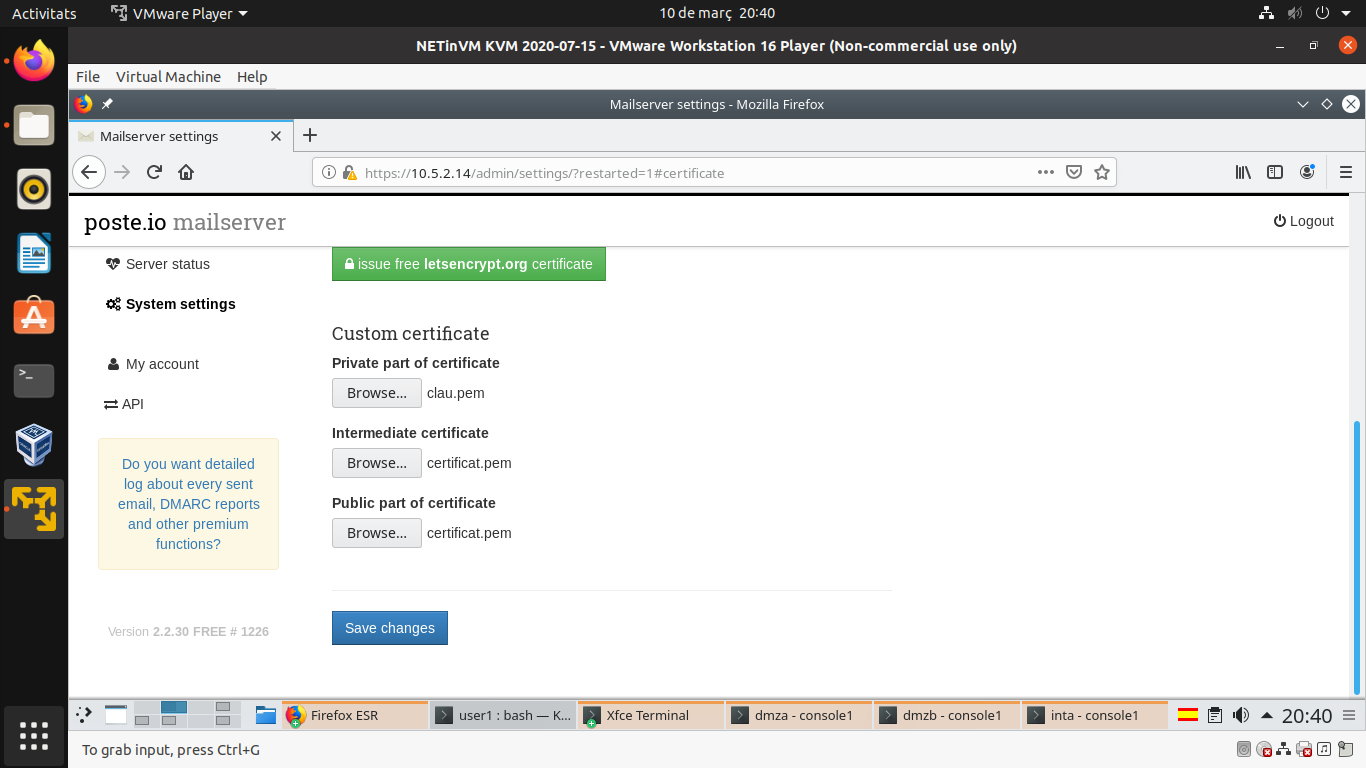 Activitats
VMware Player
10 de març 20:40
NETinVM KVM 2020-07-15 - VMware Workstation 16 Player (Non-commercial use only)
File Virtual Machine Help
Mailserver settings - Mozilla Firefox
Mailserver settings
https://10.5.2.14/admin/settings/?restarted=1#certificate
poste.io mailserver
Logout
Server status
System settings
My account
API
Do you want detailed
log about every sent
email, DMARC reports
and other premium
functions?
Version 2.2.30 FREE # 1226
issue free letsencrypt.org certificate
Custom certificate
Private part of certificate
Browse... clau.pem
Intermediate certificate
Browse... certificat.pem
Public part of certificate
Browse... certificat.pem
Save changes
Firefox ESR
user1 : bash — K...
Xfce Terminal
dmza - console1
dmzb - console1
inta - console1
20:40
To grab input, press Ctrl+G